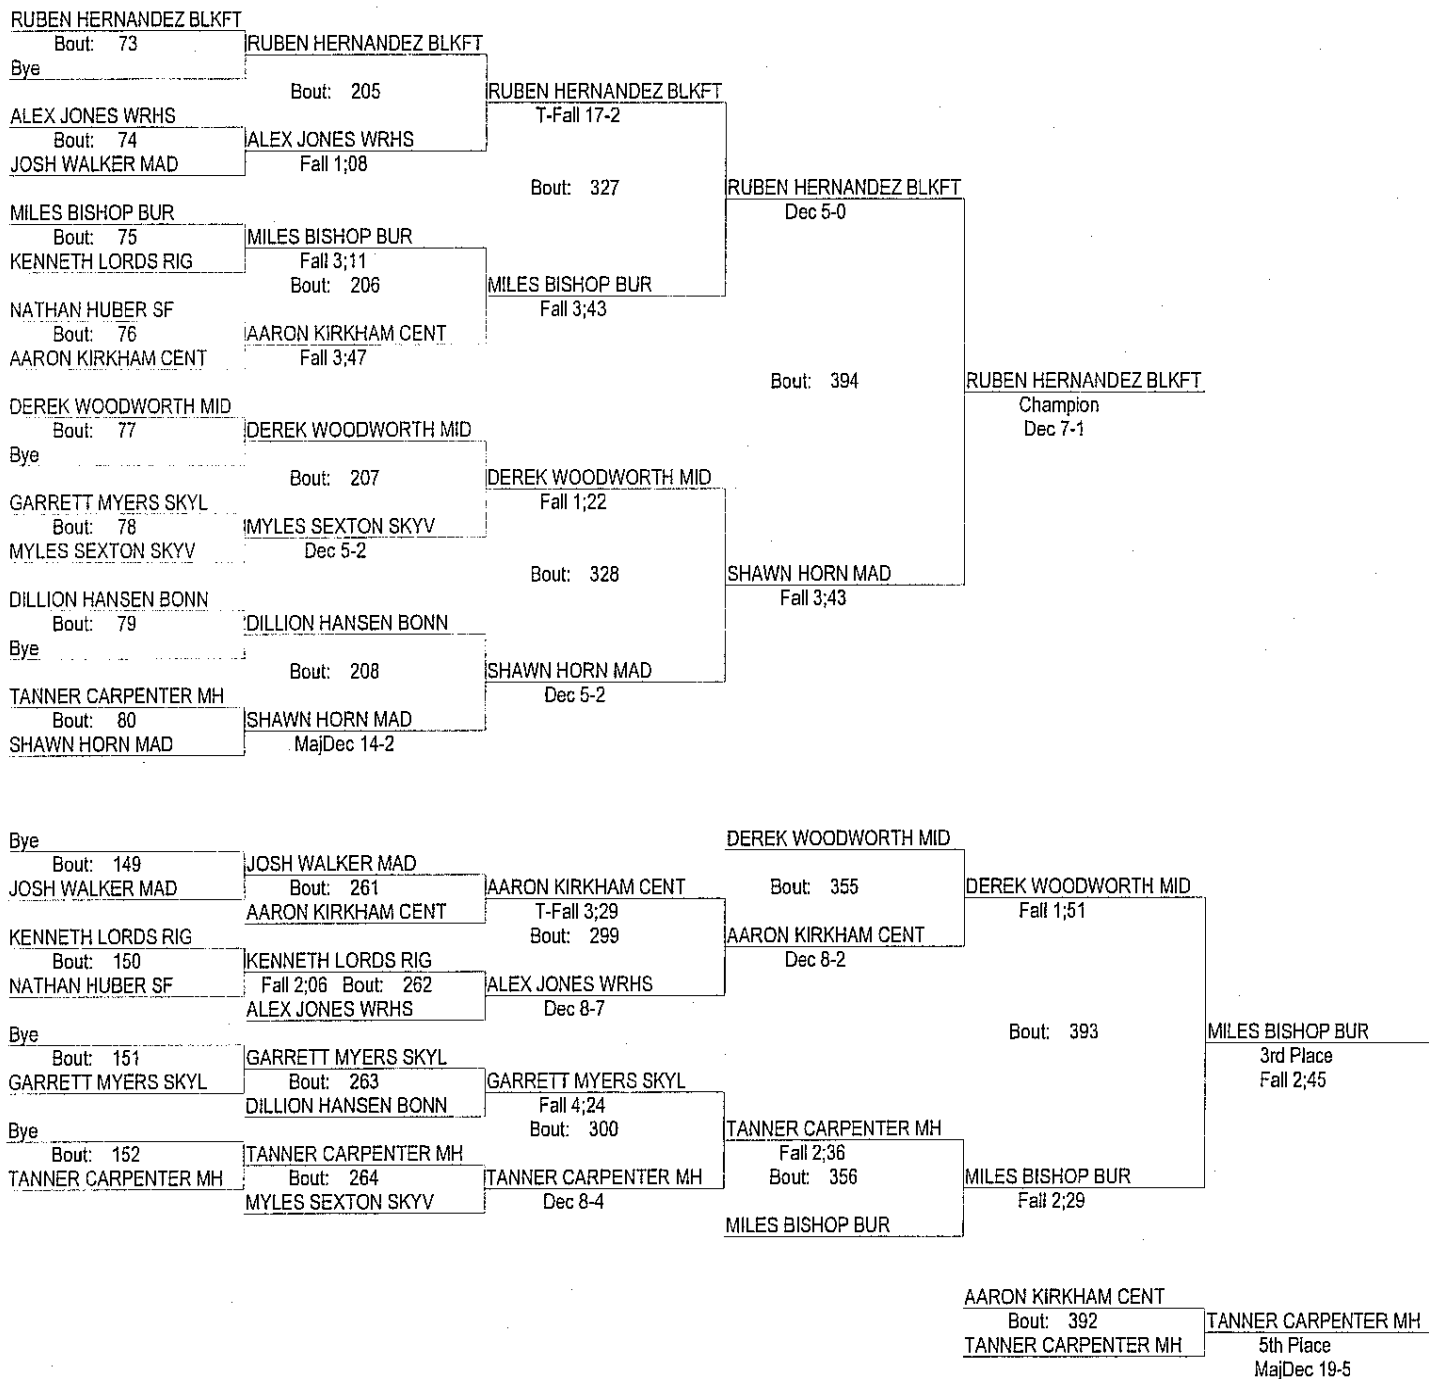 RUBEN HERNANDEZ BLKFT
Bout: 73
Bye
RUBEN HERNANDEZ BLKFT
Bout: 205
ALEX JONES WRHS
Bout: 74
JOSH WALKER MAD
ALEX JONES WRHS
Fall 1;08
RUBEN HERNANDEZ BLKFT
T-Fall 17-2
Bout: 327
MILES BISHOP BUR
Bout: 75
KENNETH LORDS RIG
MILES BISHOP BUR
Fall 3;11
Bout: 206
NATHAN HUBER SF
Bout: 76
AARON KIRKHAM CENT
AARON KIRKHAM CENT
Fall 3;47
MILES BISHOP BUR
Fall 3;43
RUBEN HERNANDEZ BLKFT
Dec 5-0
Bout: 394
RUBEN HERNANDEZ BLKFT
Champion
Dec 7-1
DEREK WOODWORTH MID
Bout: 77
Bye
DEREK WOODWORTH MID
Bout: 207
GARRETT MYERS SKYL
Bout: 78
MYLES SEXTON SKYV
MYLES SEXTON SKYV
Dec 5-2
DEREK WOODWORTH MID
Fall 1;22
Bout: 328
DILLION HANSEN BONN
Bout: 79
Bye
DILLION HANSEN BONN
Bout: 208
TANNER CARPENTER MH
Bout: 80
SHAWN HORN MAD
SHAWN HORN MAD
MajDec 14-2
SHAWN HORN MAD
Dec 5-2
SHAWN HORN MAD
Fall 3;43
Bye
Bout: 149
JOSH WALKER MAD
JOSH WALKER MAD
Bout: 261
AARON KIRKHAM CENT
AARON KIRKHAM CENT
T-Fall 3;29
Bout: 299
KENNETH LORDS RIG
Bout: 150
NATHAN HUBER SF
KENNETH LORDS RIG
Fall 2;06 Bout: 262
ALEX JONES WRHS
ALEX JONES WRHS
Dec 8-7
DEREK WOODWORTH MID
Bout: 355
AARON KIRKHAM CENT
Dec 8-2
DEREK WOODWORTH MID
Fall 1;51
Bout: 393
Bye
Bout: 151
GARRETT MYERS SKYL
GARRETT MYERS SKYL
Bout: 263
DILLION HANSEN BONN
GARRETT MYERS SKYL
Fall 4;24
Bout: 300
Bye
Bout: 152
TANNER CARPENTER MH
TANNER CARPENTER MH
Bout: 264
MYLES SEXTON SKYV
TANNER CARPENTER MH
Dec 8-4
TANNER CARPENTER MH
Fall 2;36
Bout: 356
MILES BISHOP BUR
MILES BISHOP BUR
Fall 2;29
MILES BISHOP BUR
3rd Place
Fall 2;45
AARON KIRKHAM CENT
Bout: 392
TANNER CARPENTER MH
TANNER CARPENTER MH
5th Place
MajDec 19-5